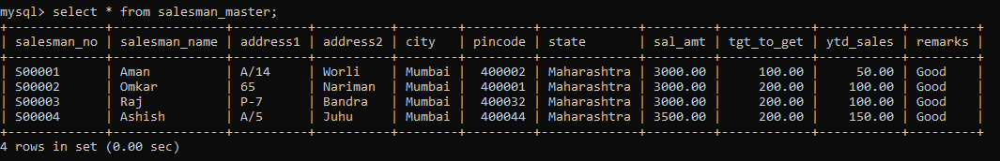 mysql> select * from salesman_master;
+-------------+---------------+----------+----------+--------+---------+-------------+---------+------------+-----------+---------+
| salesman_no | salesman_name | address1 | address2 | city   | pincode | state       | sal_amt | tgt_to_get | ytd_sales | remarks |
+-------------+---------------+----------+----------+--------+---------+-------------+---------+------------+-----------+---------+
| S00001      | Aman          | A/14     | Worli    | Mumbai |  400002 | Maharashtra | 3000.00 |     100.00 |     50.00 | Good    |
| S00002      | Omkar         | 65       | Nariman  | Mumbai |  400001 | Maharashtra | 3000.00 |     200.00 |    100.00 | Good    |
| S00003      | Raj           | P-7      | Bandra   | Mumbai |  400032 | Maharashtra | 3000.00 |     200.00 |    100.00 | Good    |
| S00004      | Ashish        | A/5      | Juhu     | Mumbai |  400044 | Maharashtra | 3500.00 |     200.00 |    150.00 | Good    |
+-------------+---------------+----------+----------+--------+---------+-------------+---------+------------+-----------+---------+
4 rows in set (0.00 sec)